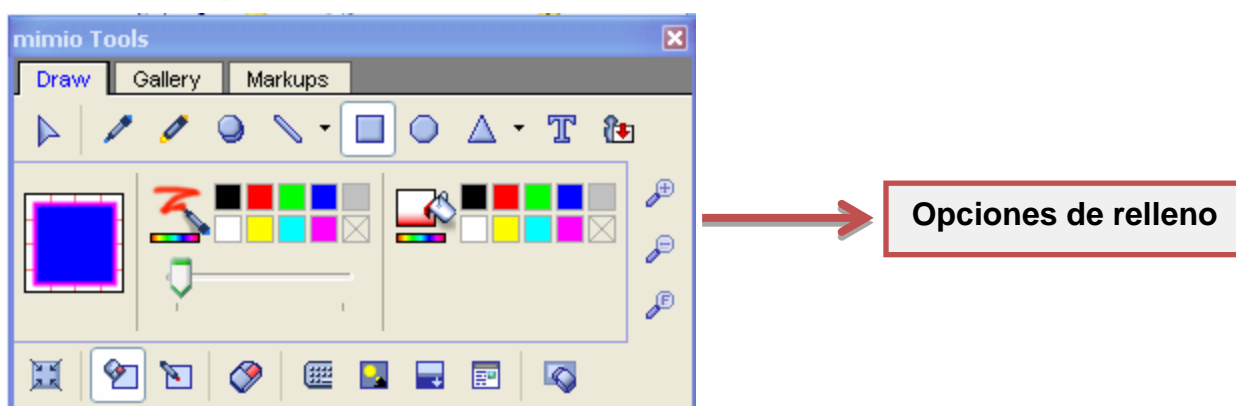 mimio Tools
Draw Gallery Markups
T
F
Opciones de relleno